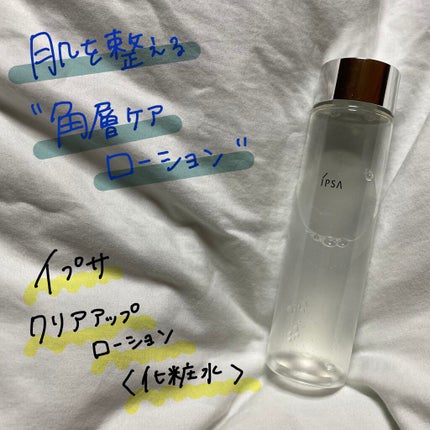 肌を整える
"角層ケア
ローション"
iPSA
イプサ
クリアアップ
ローション
〈化粧水〉